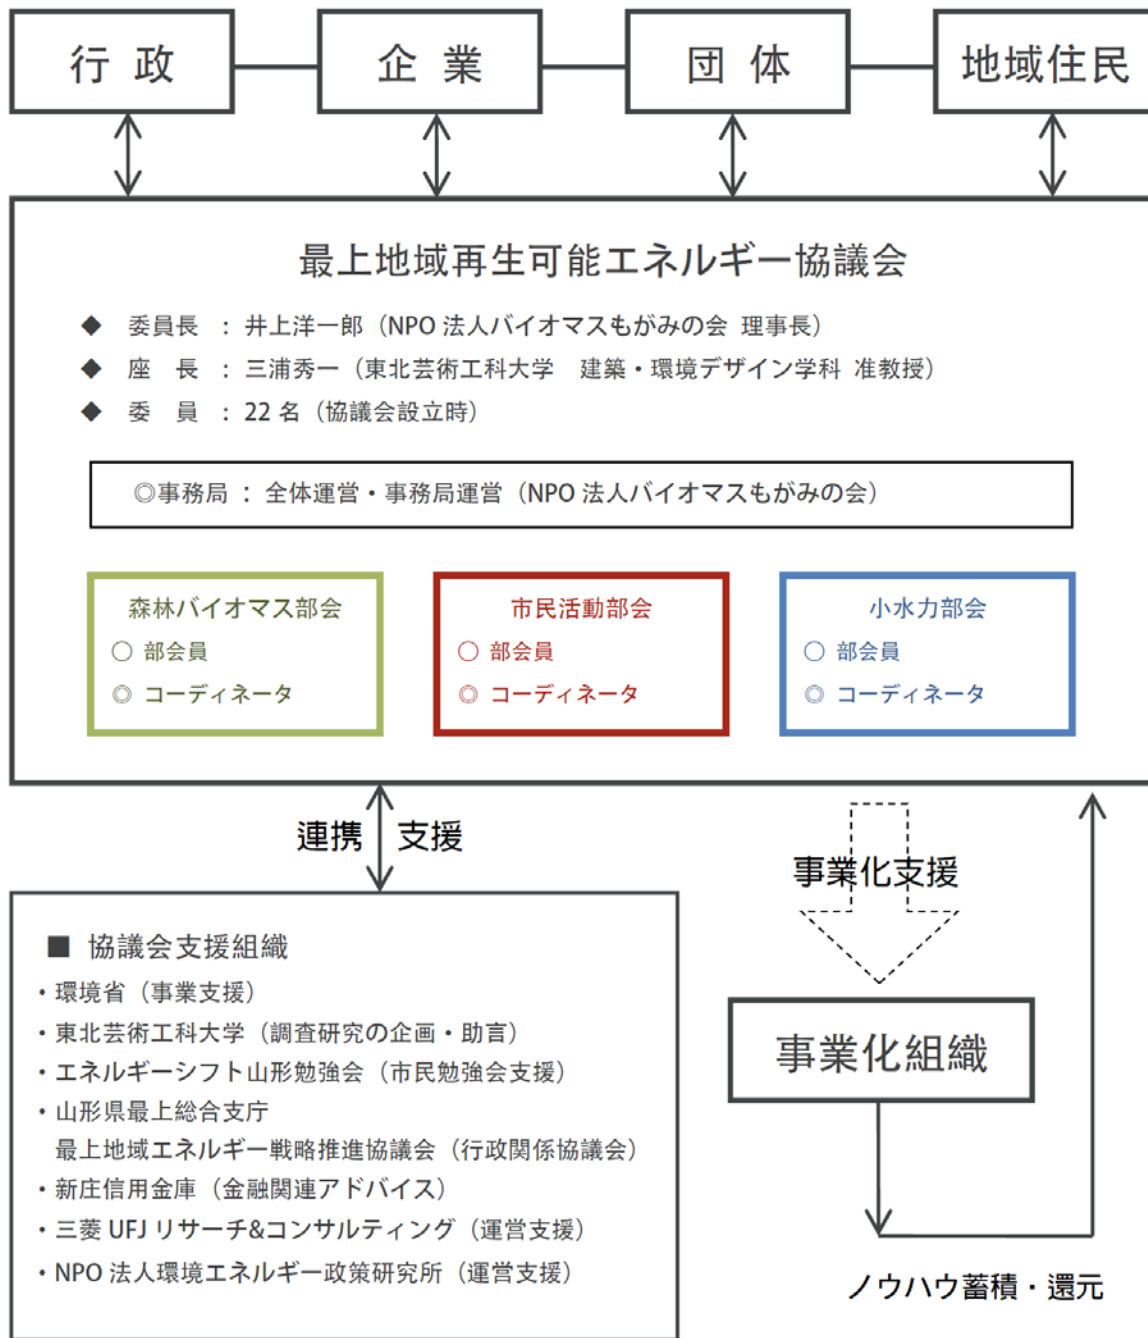 行 政
企 業
団 体
地域住民
最上地域再生可能エネルギー協議会
◆ 委員長 : 井上洋一郎（NPO 法人バイオマスもがみの会 理事長）
◆ 座 長 : 三浦秀一（東北芸術工科大学 建築・環境デザイン学科 准教授）
◆ 委 員 : 22 名（協議会設立時）
◎事務局 : 全体運営・事務局運営（NPO 法人バイオマスもがみの会）
森林バイオマス部会
○ 部会員
◎ コーディネータ
市民活動部会
○ 部会員
◎ コーディネータ
小水力部会
○ 部会員
◎ コーディネータ
連携 支援
事業化支援
■ 協議会支援組織
・環境省（事業支援）
・東北芸術工科大学（調査研究の企画・助言）
・エネルギーシフト山形勉強会（市民勉強会支援）
・山形県最上総合支庁
最上地域エネルギー戦略推進協議会（行政関係協議会）
・新庄信用金庫（金融関連アドバイス）
・三菱 UFJ リサーチ&コンサルティング（運営支援）
・NPO 法人環境エネルギー政策研究所（運営支援）
事業化組織
ノウハウ蓄積・還元